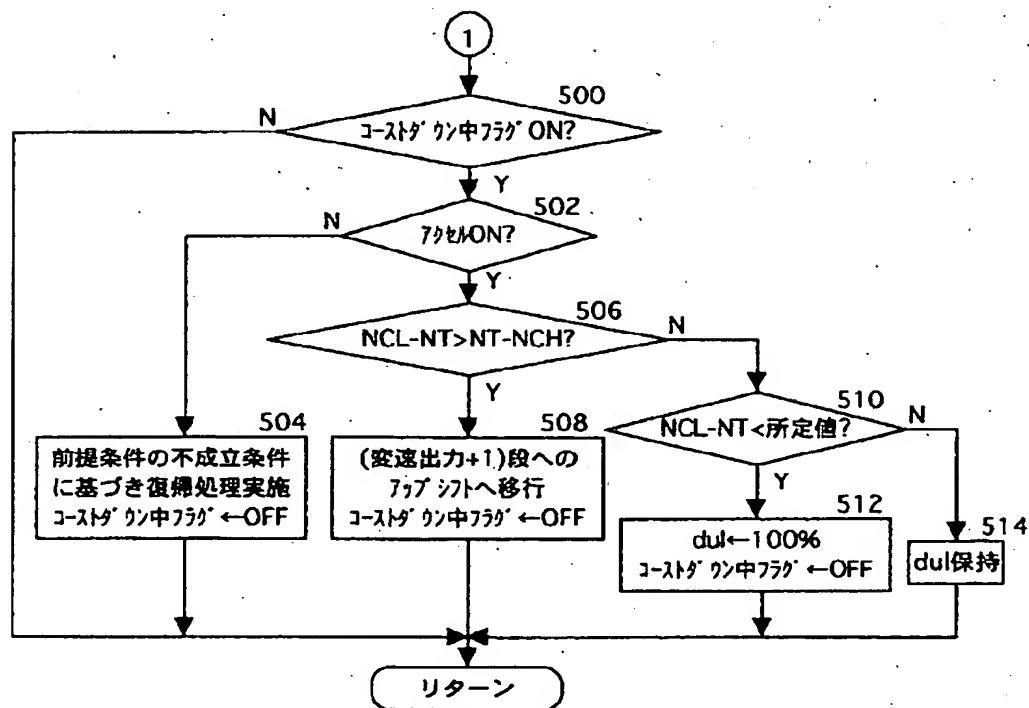 1
500
N
コーストダウン中フラグON?
Y
502
N
アクセルON?
Y
506
NCL-NT>NT-NCH?
N
Y
510
NCL-NT<所定値?
N
Y
504
前提条件の不成立条件
に基づき復帰処理実施
コーストダウン中フラグ←OFF
508
(変速出力+1)段への
アップシフトへ移行
コーストダウン中フラグ←OFF
512
dul←100%
コーストダウン中フラグ←OFF
514
dul保持
リターン